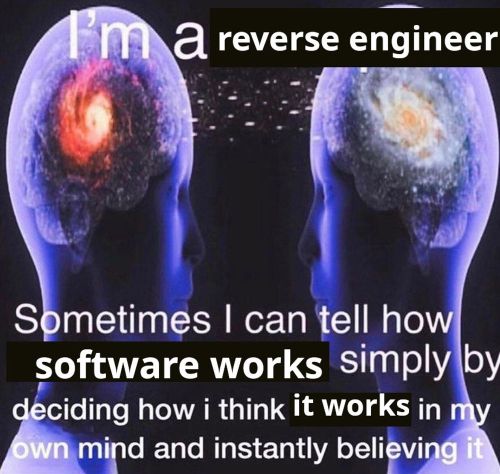 I'm a reverse engineer
Sometimes I can tell how
software works simply by
deciding how i think it works in my
own mind and instantly believing it